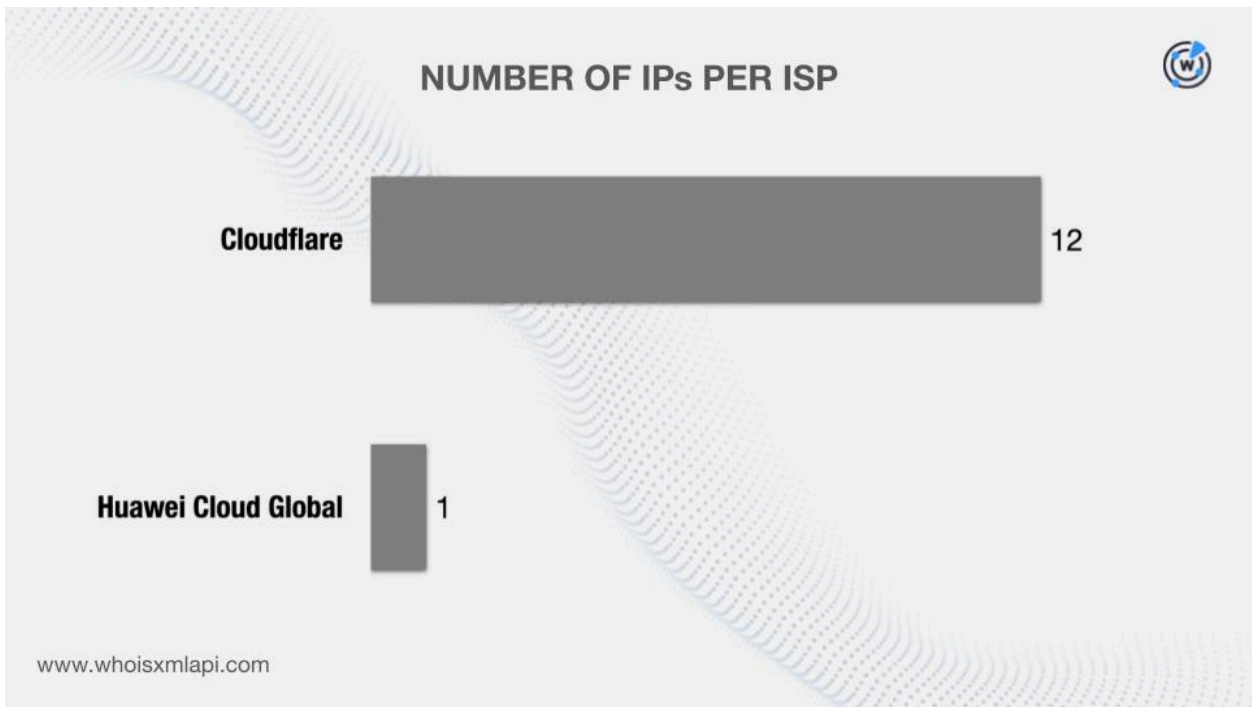 NUMBER OF IPs PER ISP
W
Cloudflare
12
Huawei Cloud Global
1
www.whoisxmlapi.com